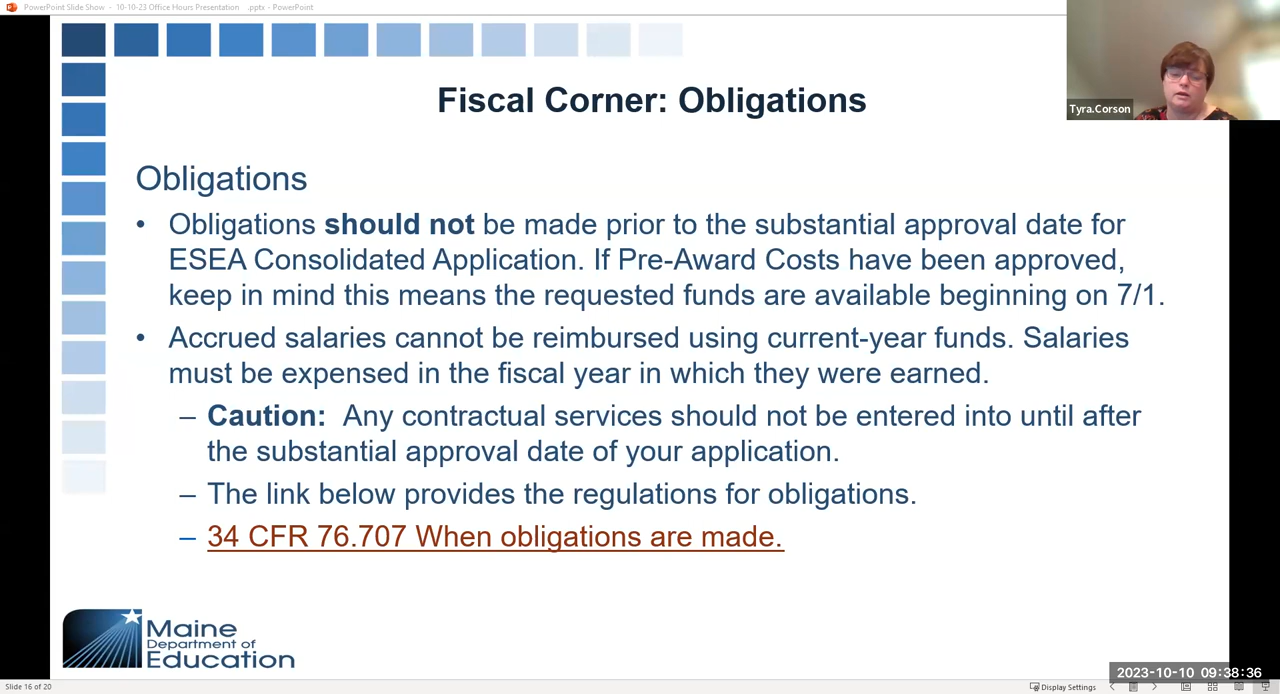 PowerPoint Slide Show - 10-10-23 Office Hours Presentation .pptx - PowerPoint
Tyra.Corson
Fiscal Corner: Obligations
Obligations
• Obligations should not be made prior to the substantial approval date for
ESEA Consolidated Application. If Pre-Award Costs have been approved,
keep in mind this means the requested funds are available beginning on 7/1.
• Accrued salaries cannot be reimbursed using current-year funds. Salaries
must be expensed in the fiscal year in which they were earned.
– Caution: Any contractual services should not be entered into until after
the substantial approval date of your application.
– The link below provides the regulations for obligations.
– 34 CFR 76.707 When obligations are made.
Maine
Department of
Education
2023-10-10 09:38:36
Slide 16 of 20
Display Settings